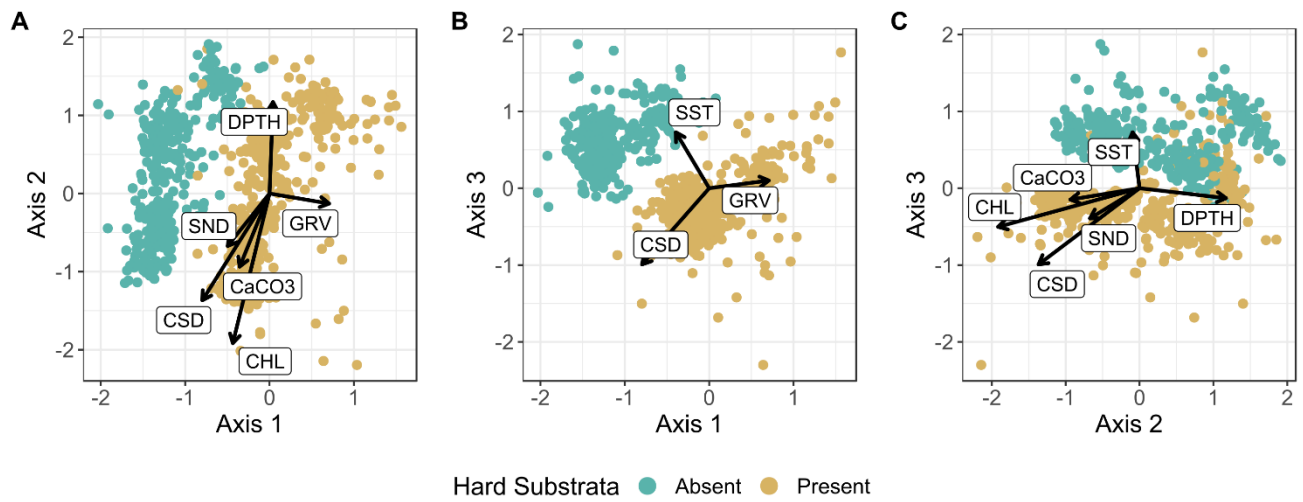 A
2
1
0
-1
-2
Axis 2
DPTH
GRV
SND
CaCO3
CSD
CHL
-2 -1 0 1
Axis 1
B
2
1
0
-1
-2
Axis 3
SST
GRV
CSD
-2 -1 0 1
Axis 1
C
2
1
0
-1
-2
Axis 3
SST
CaCO3
CHL
DPTH
SND
CSD
-2 -1 0 1 2
Axis 2
Hard Substrata Absent Present